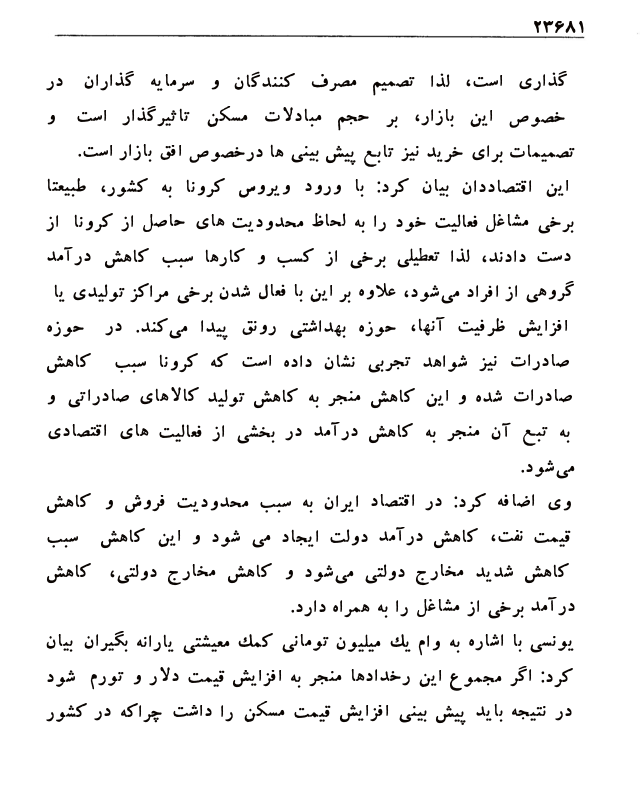 ۲۳۶۸۱
گذاری است، لذا تصمیم مصرف کنندگان و سرمایه گذاران در
خصوص این بازار، بر حجم مبادلات مسکن تاثیرگذار است و
تصمیمات برای خرید نیز تابع پیش بینی ها درخصوص افق بازار است.
این اقتصاددان بیان کرد: با ورود ویروس کرونا به کشور، طبیعتا
برخی مشاغل فعالیت خود را به لحاظ محدودیت های حاصل از کرونا از
دست دادند، لذا تعطیلی برخی از کسب و کارها سبب کاهش درآمد
گروهی از افراد می‌شود، علاوه بر این با فعال شدن برخی مراکز تولیدی یا
افزایش ظرفیت آنها، حوزه بهداشتی رونق پیدا می‌کند. در حوزه
صادرات نیز شواهد تجربی نشان داده است که کرونا سبب کاهش
صادرات شده و این کاهش منجر به کاهش تولید کالاهای صادراتی و
به تبع آن منجر به کاهش درآمد در بخشی از فعالیت های اقتصادی
می‌شود.
وی اضافه کرد: در اقتصاد ایران به سبب محدودیت فروش و کاهش
قیمت نفت، کاهش درآمد دولت ایجاد می شود و این کاهش سبب
کاهش شدید مخارج دولتی می‌شود و کاهش مخارج دولتی، کاهش
درآمد برخی از مشاغل را به همراه دارد.
یونسی با اشاره به وام یك میلیون تومانی کمك معیشتی یارانه بگیران بیان
کرد: اگر مجموع این رخدادها منجر به افزایش قیمت دلار و تورم شود
در نتیجه باید پیش بینی افزایش قیمت مسکن را داشت چراکه در کشور